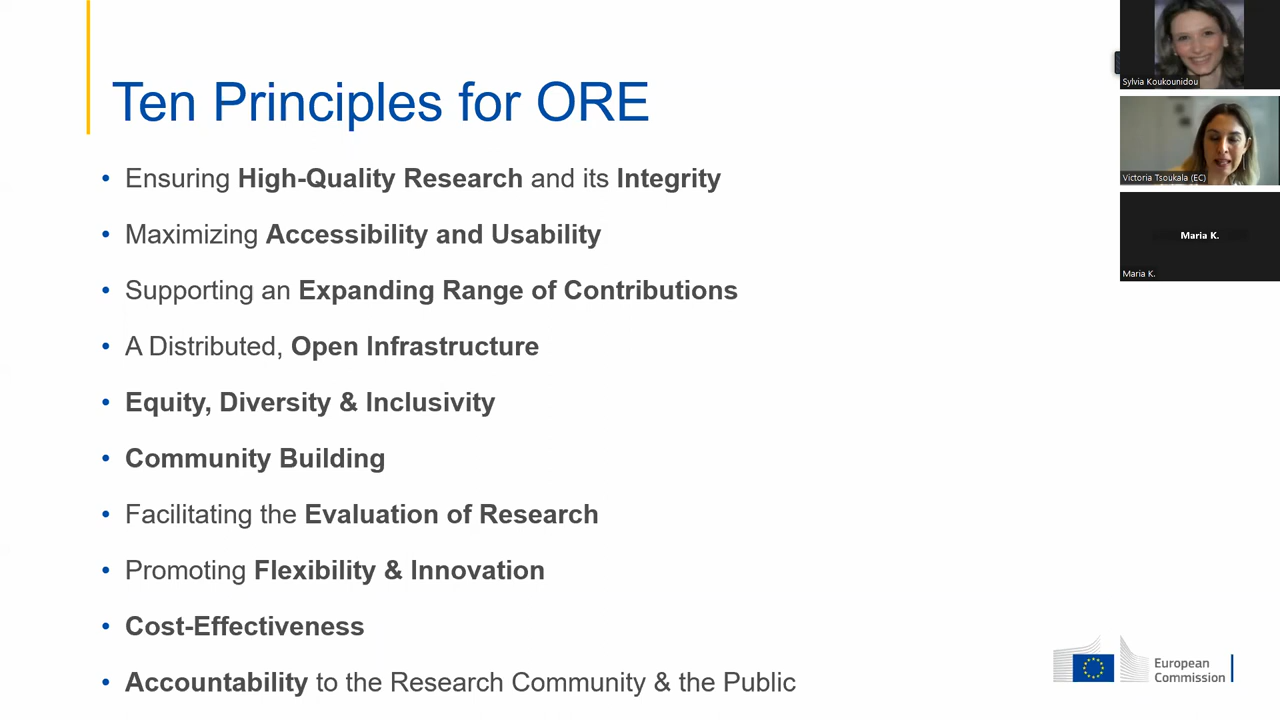 Ten Principles for ORE
• Ensuring High-Quality Research and its Integrity
• Maximizing Accessibility and Usability
• Supporting an Expanding Range of Contributions
• A Distributed, Open Infrastructure
• Equity, Diversity & Inclusivity
• Community Building
• Facilitating the Evaluation of Research
• Promoting Flexibility & Innovation
• Cost-Effectiveness
• Accountability to the Research Community & the Public
European
Commission
Sylvia Koukounidou
Victoria Tsoukala (EC)
Maria K.
Maria K.